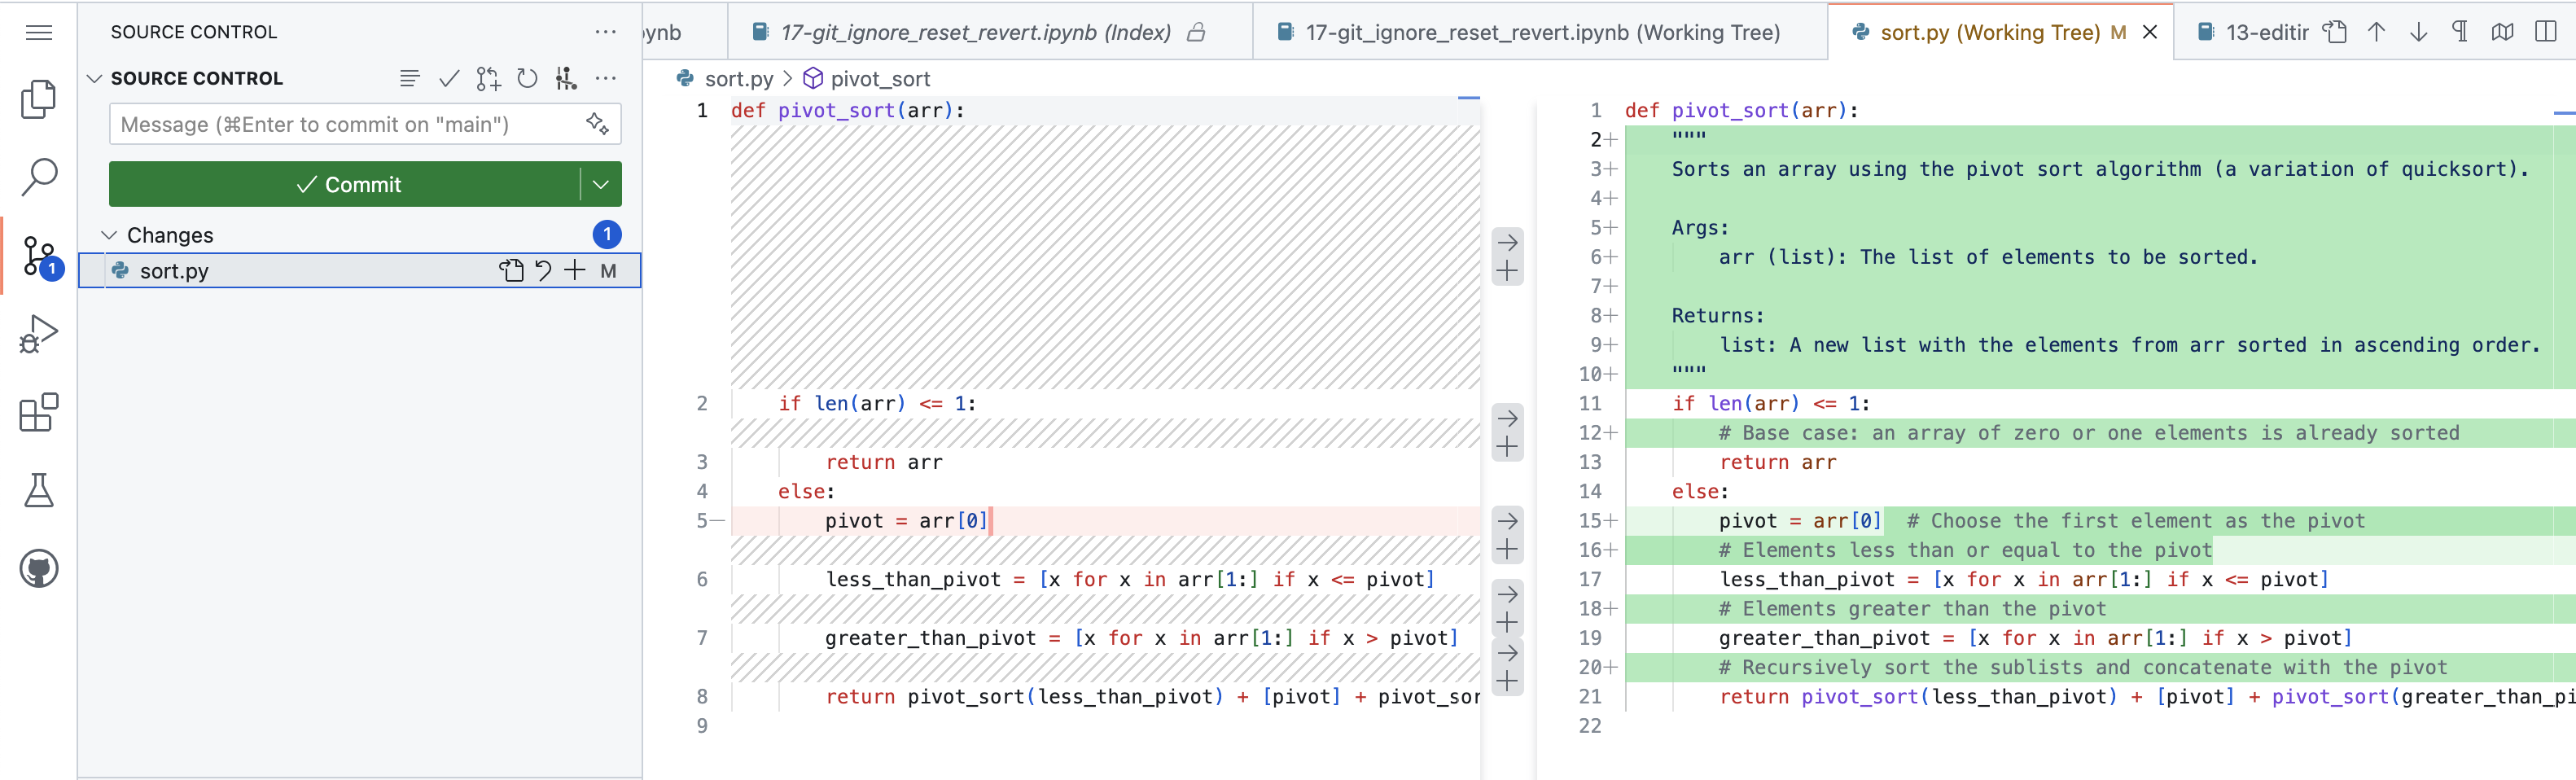 SOURCE CONTROL
SOURCE CONTROL
Message (⌘Enter to commit on "main")
Commit
Changes
1
sort.py
M
1
ynb
17-git_ignore_reset_revert.ipynb (Index)
17-git_ignore_reset_revert.ipynb (Working Tree)
sort.py (Working Tree) M
13-editir
sort.py > pivot_sort
1 def pivot_sort(arr):
2     if len(arr) <= 1:
3         return arr
4     else:
5—        pivot = arr[0]
6         less_than_pivot = [x for x in arr[1:] if x <= pivot]
7         greater_than_pivot = [x for x in arr[1:] if x > pivot]
8         return pivot_sort(less_than_pivot) + [pivot] + pivot_sor
9
1 def pivot_sort(arr):
2+     """
3+     Sorts an array using the pivot sort algorithm (a variation of quicksort).
4+
5+     Args:
6+         arr (list): The list of elements to be sorted.
7+
8+     Returns:
9+         list: A new list with the elements from arr sorted in ascending order.
10+     """
11     if len(arr) <= 1:
12+         # Base case: an array of zero or one elements is already sorted
13         return arr
14     else:
15+         pivot = arr[0]  # Choose the first element as the pivot
16+         # Elements less than or equal to the pivot
17         less_than_pivot = [x for x in arr[1:] if x <= pivot]
18+         # Elements greater than the pivot
19         greater_than_pivot = [x for x in arr[1:] if x > pivot]
20+         # Recursively sort the sublists and concatenate with the pivot
21         return pivot_sort(less_than_pivot) + [pivot] + pivot_sort(greater_than_pi
22